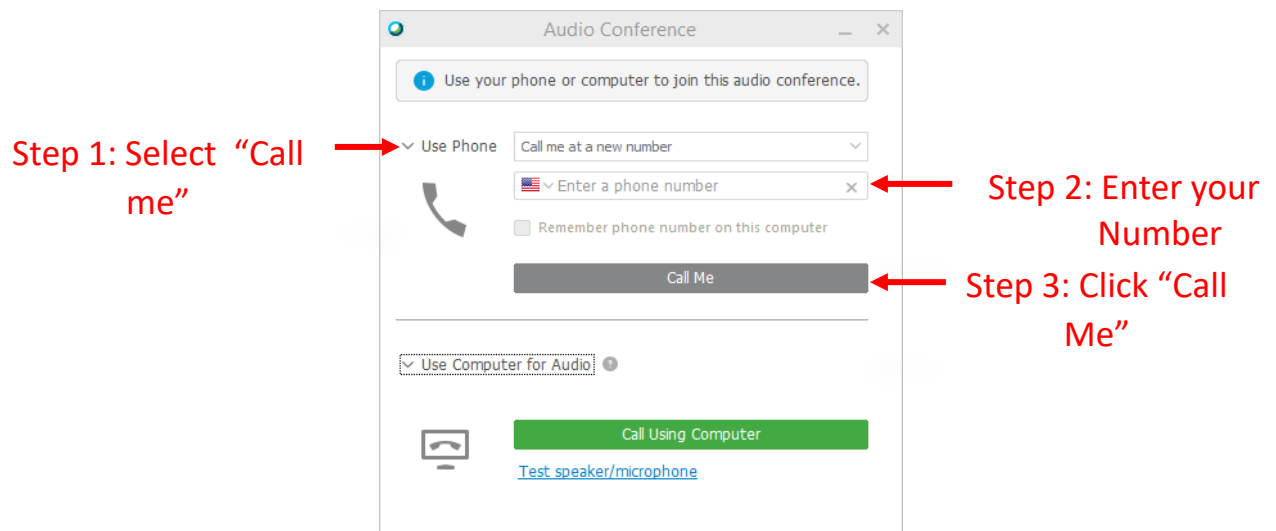 Audio Conference
Use your phone or computer to join this audio conference.
Step 1: Select “Call
me”
Use Phone
Call me at a new number
Enter a phone number
Step 2: Enter your
Number
Remember phone number on this computer
Call Me
Step 3: Click “Call
Me”
Use Computer for Audio
Call Using Computer
Test speaker/microphone